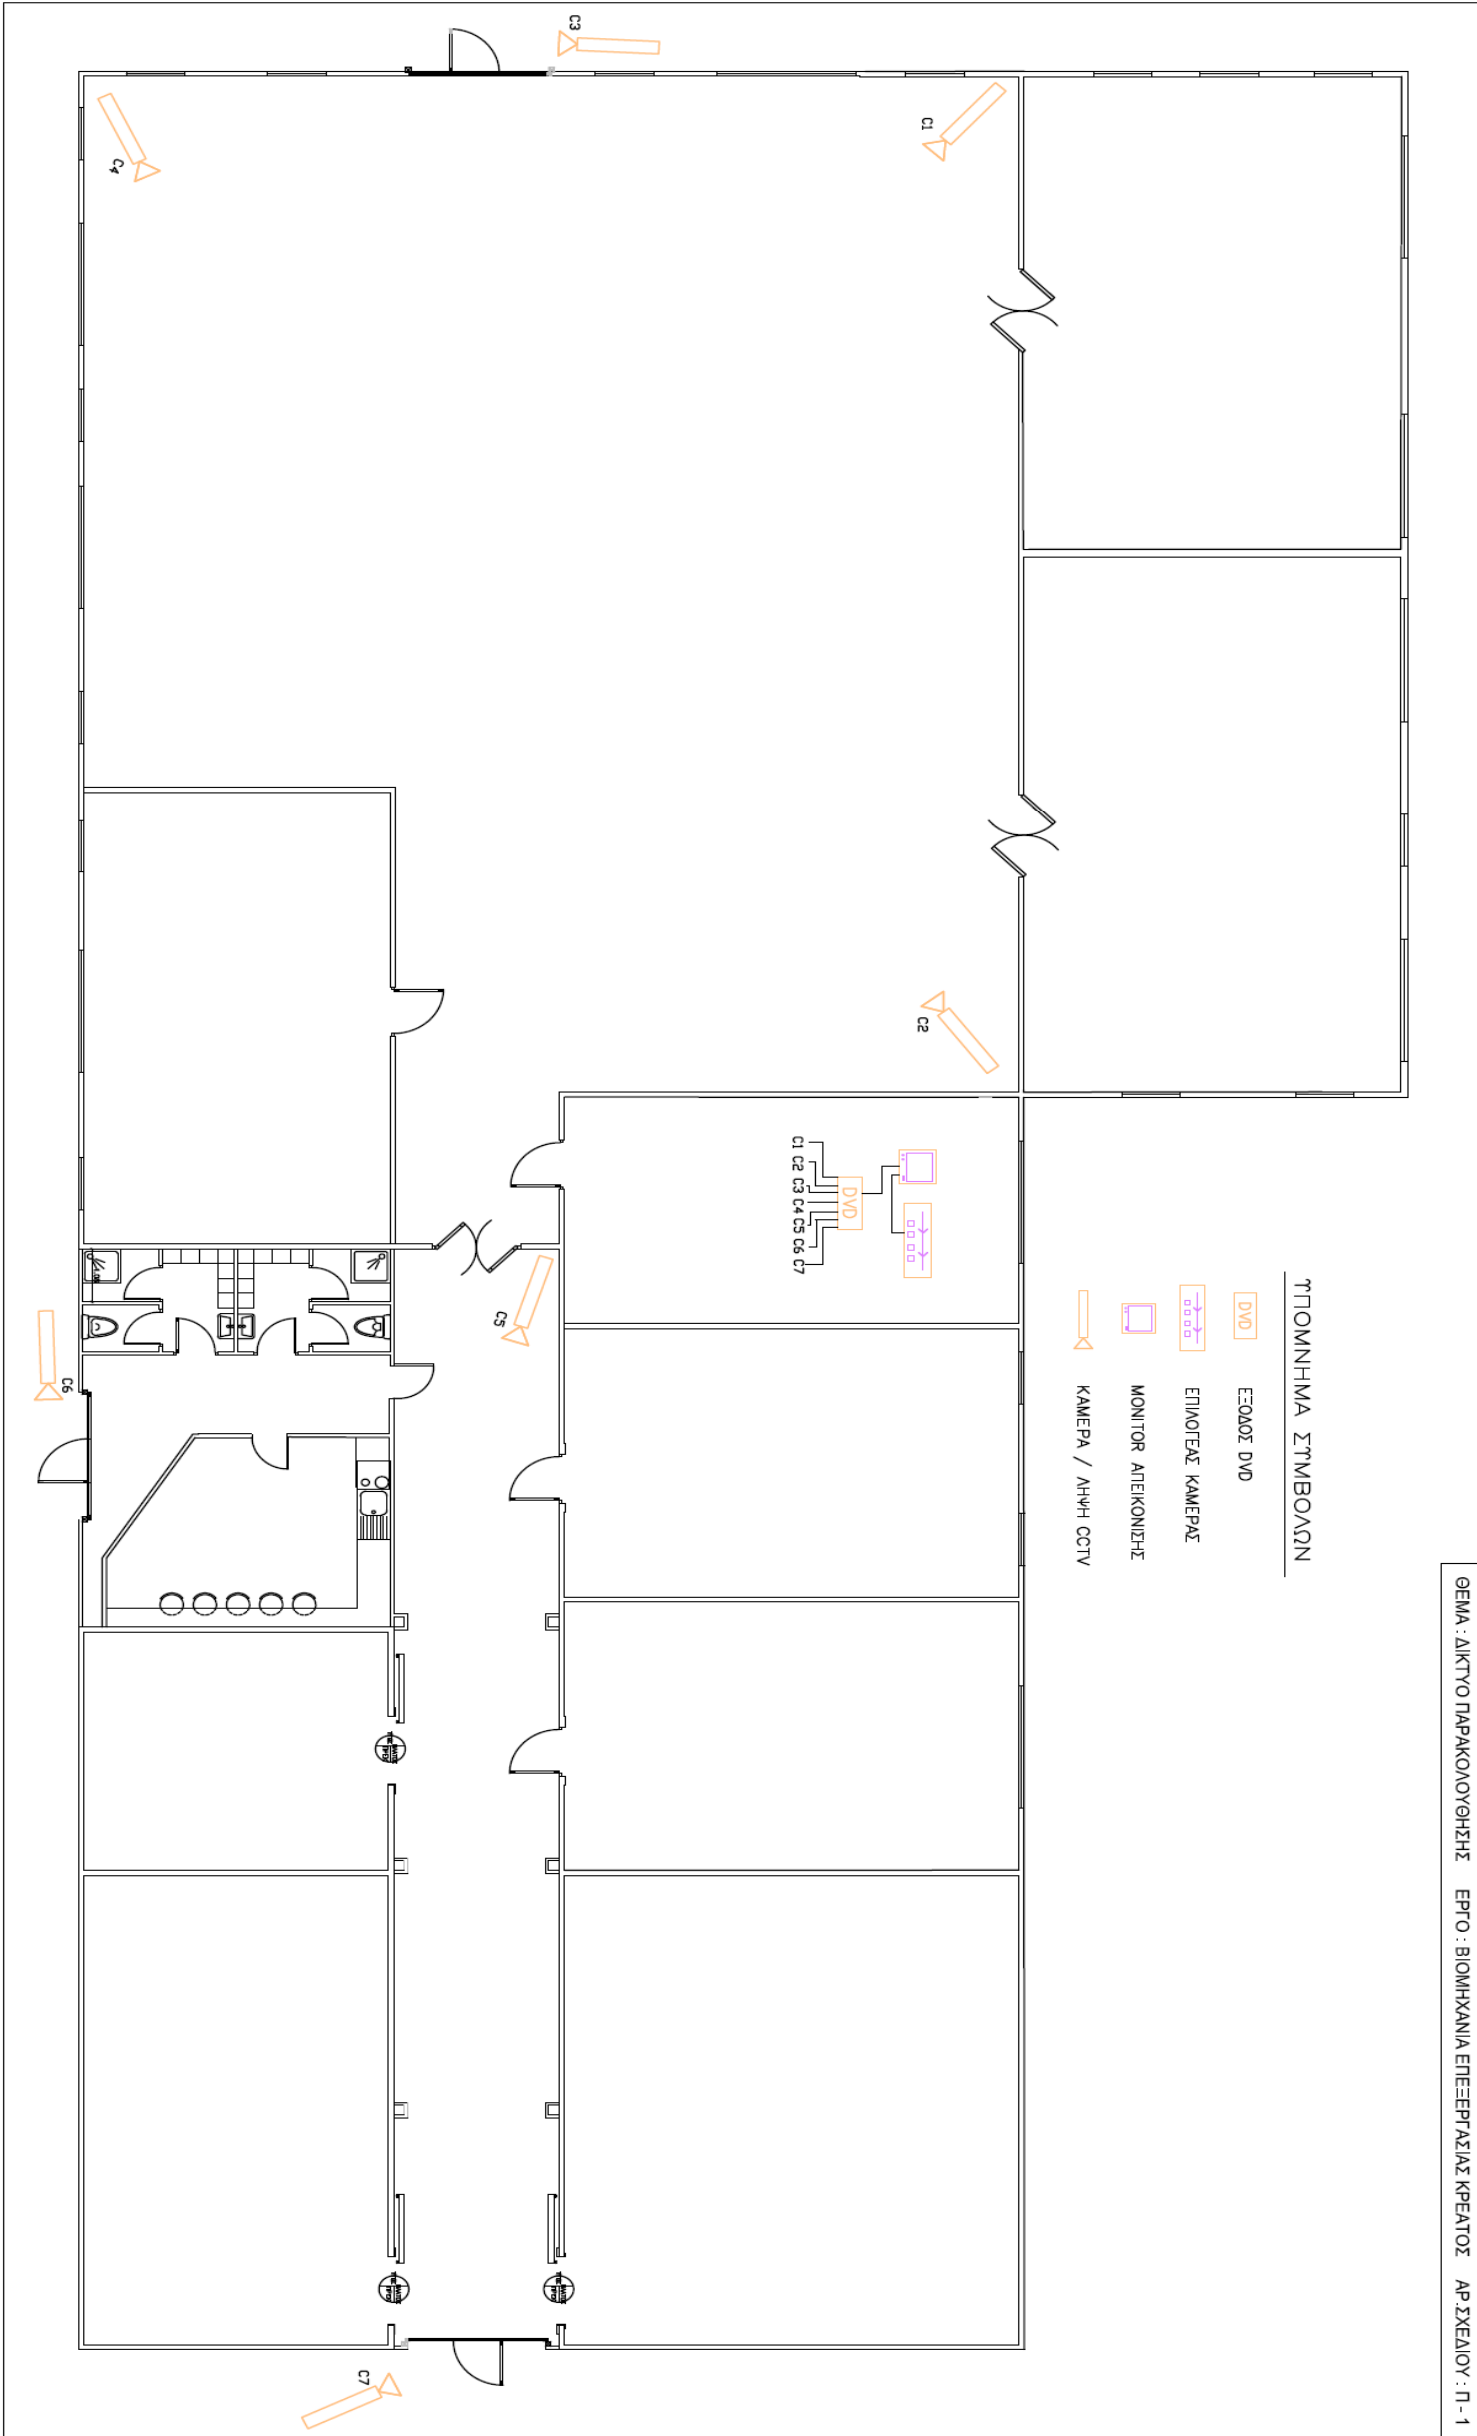 C3
C1
C4
C2
C1 C2 C3 C4 C5 C6 C7
DVD
C5
C6
C7
ΥΠΟΜΝΗΜΑ ΣΥΜΒΟΛΩΝ
DVD ΕΞΟΔΟΣ DVD
ΕΠΙΛΟΓΕΑΣ ΚΑΜΕΡΑΣ
MONITOR ΑΠΕΙΚΟΝΙΣΗΣ
ΚΑΜΕΡΑ / ΛΗΨΗ CCTV
ΘΕΜΑ : ΔΙΚΤΥΟ ΠΑΡΑΚΟΛΟΥΘΗΣΗΣ ΕΡΓΟ : ΒΙΟΜΗΧΑΝΙΑ ΕΠΕΞΕΡΓΑΣΙΑΣ ΚΡΕΑΤΟΣ ΑΡ.ΣΧΕΔΙΟΥ : Π - 1